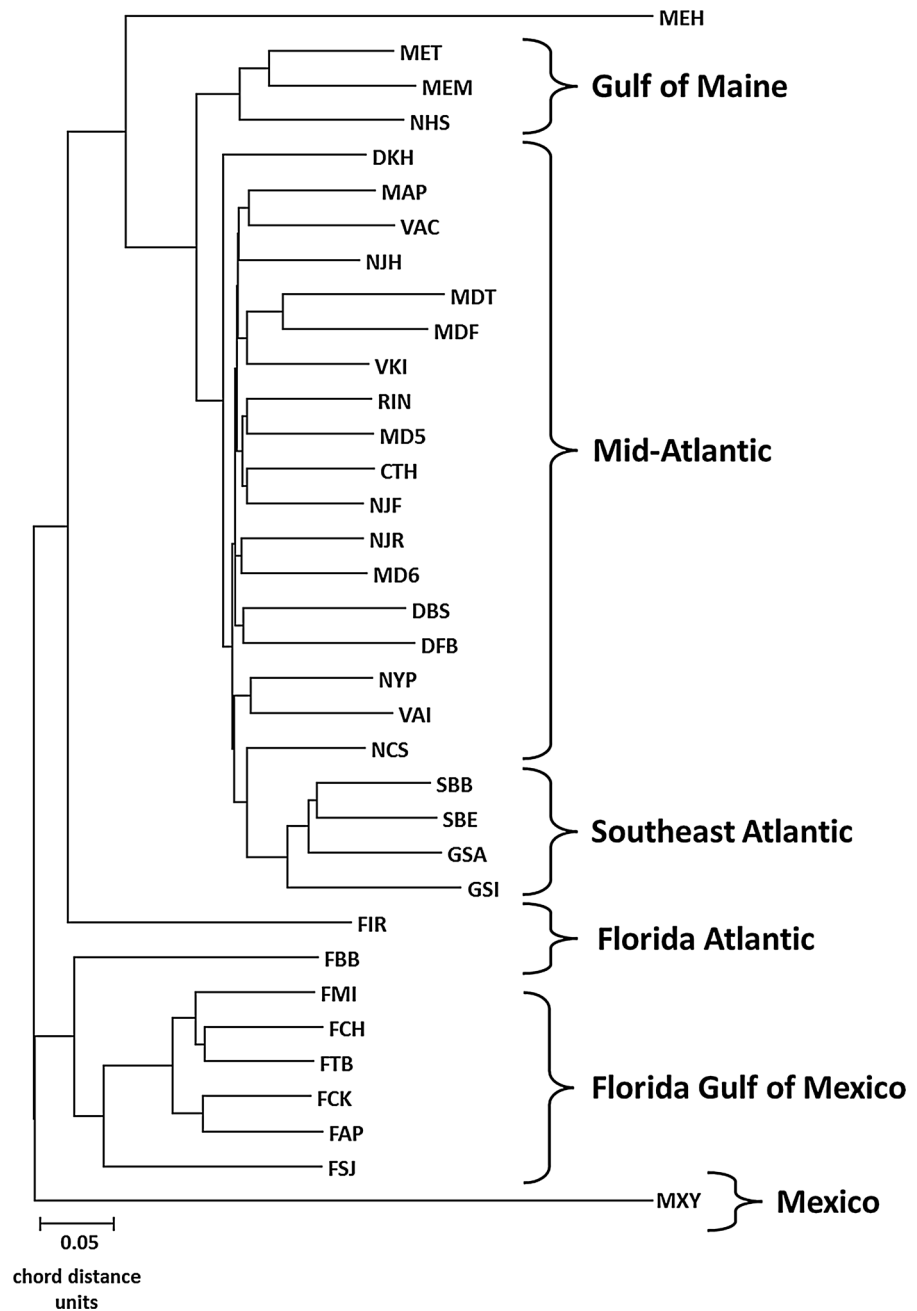 MEH
MET
MEM
NHS
Gulf of Maine
DKH
MAP
VAC
NJH
MDT
MDF
VKI
RIN
MD5
CTH
NJF
NJR
MD6
DBS
DFB
NYP
VAI
NCS
Mid-Atlantic
SBB
SBE
GSA
GSI
Southeast Atlantic
FIR
FBB
Florida Atlantic
FMI
FCH
FTB
FCK
FAP
FSJ
Florida Gulf of Mexico
MXY
Mexico
0.05
chord distance
units